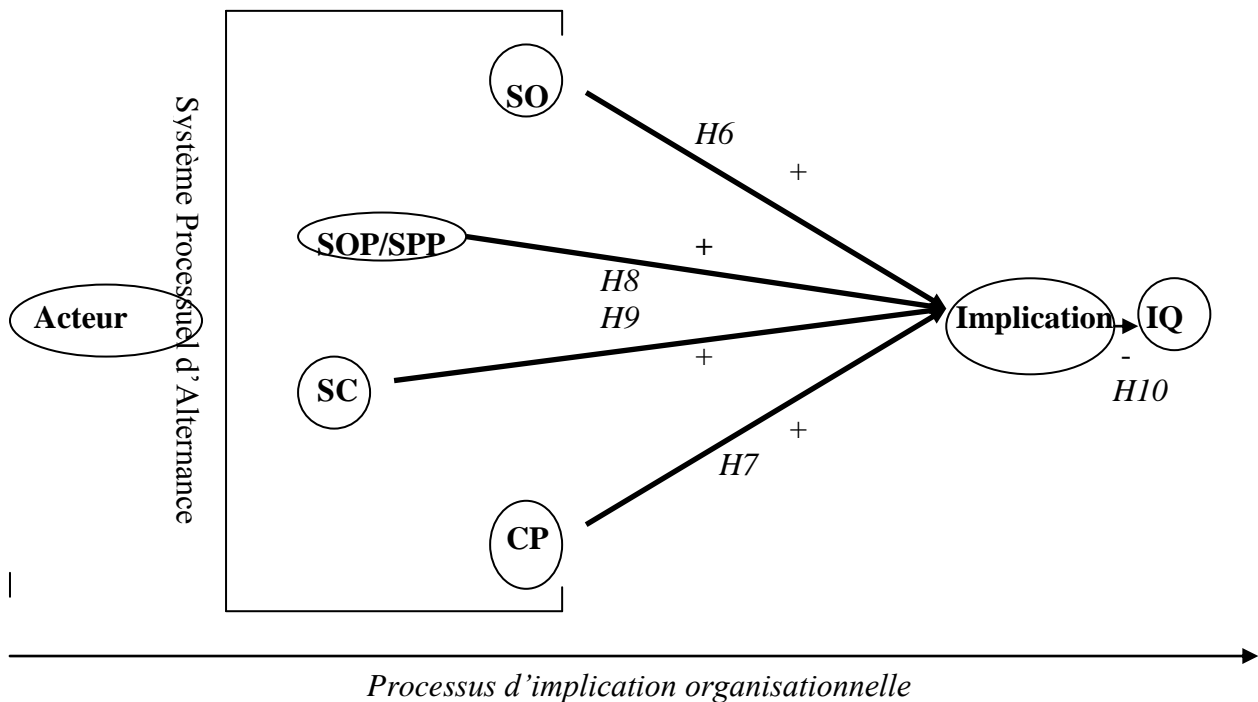 SO
H6
+
Système Processuel d'Alternance
SOP/SPP
+
H8
H9
Acteur
Implication
IQ
+
-
H10
SC
+
H7
CP
Processus d'implication organisationnelle